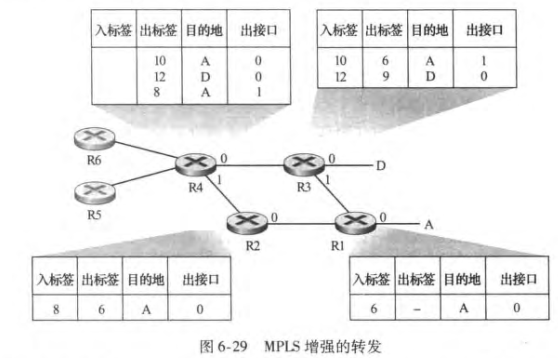 入标签 出标签 目的地 出接口
10 A 0
12 D 0
8 A 1
入标签 出标签 目的地 出接口
10 6 A 1
12 9 D 0
R6
R5
R4
0
1
R3
0
1
D
R2
0
R1
0
A
入标签 出标签 目的地 出接口
8 6 A 0
入标签 出标签 目的地 出接口
6 – A 0
图 6-29 MPLS 增强的转发